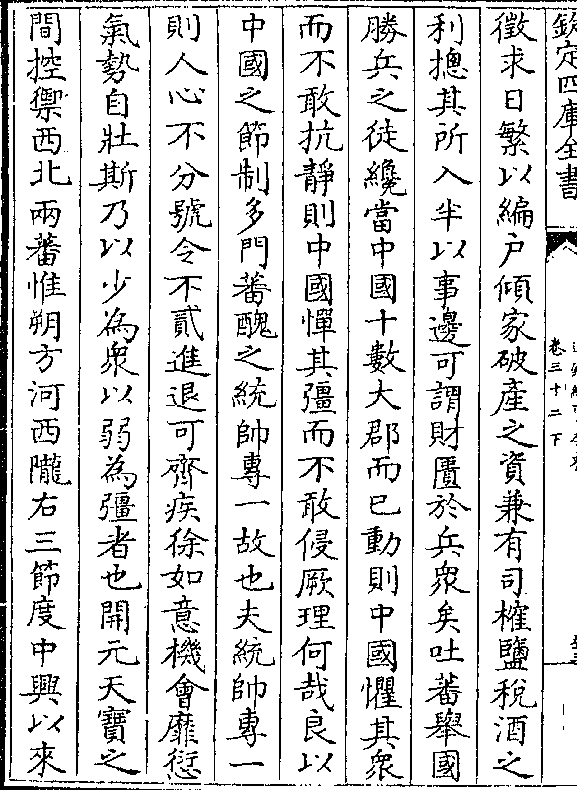 欽定四庫全書
卷三十二下
徵求日繁以編户傾家破產之資兼有司榷鹽税酒之
利摠其所入半以事邊可謂財匱於兵衆矣吐蕃舉國
勝兵之徒纔當中國十數大郡而已動則中國懼其衆
而不敢抗靜則中國憚其彊而不敢侵厥理何哉良以
中國之節制多門蕃醜之統帥專一故也夫統帥專一
則人心不分號令不貳進退可齊疾徐如意機會靡愆
氣勢自壯斯乃以少為衆以弱為彊者也開元天寶之
間控禦西北兩蕃惟朔方河西隴右三節度中興以來